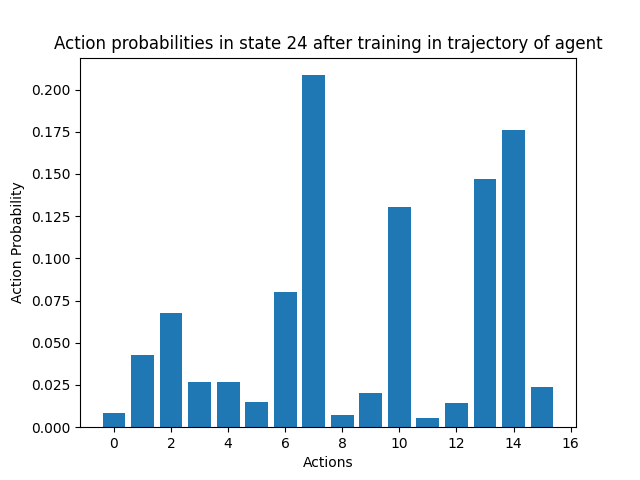 Action probabilities in state 24 after training in trajectory of agent
0.200
0.175
0.150
0.125
0.100
0.075
0.050
0.025
0.000
Action Probability
0 2 4 6 8 10 12 14 16
Actions